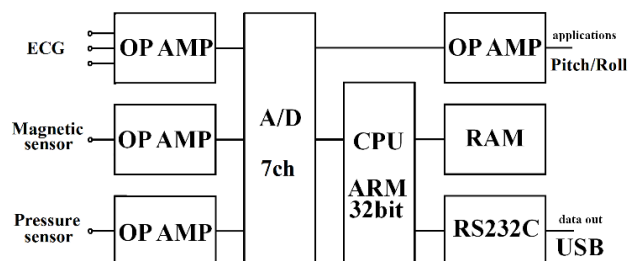 ECG
OP AMP
A/D
7ch
OP AMP
applications
Pitch/Roll
Magnetic
sensor
OP AMP
CPU
ARM
32bit
RAM
Pressure
sensor
OP AMP
RS232C
data out
USB